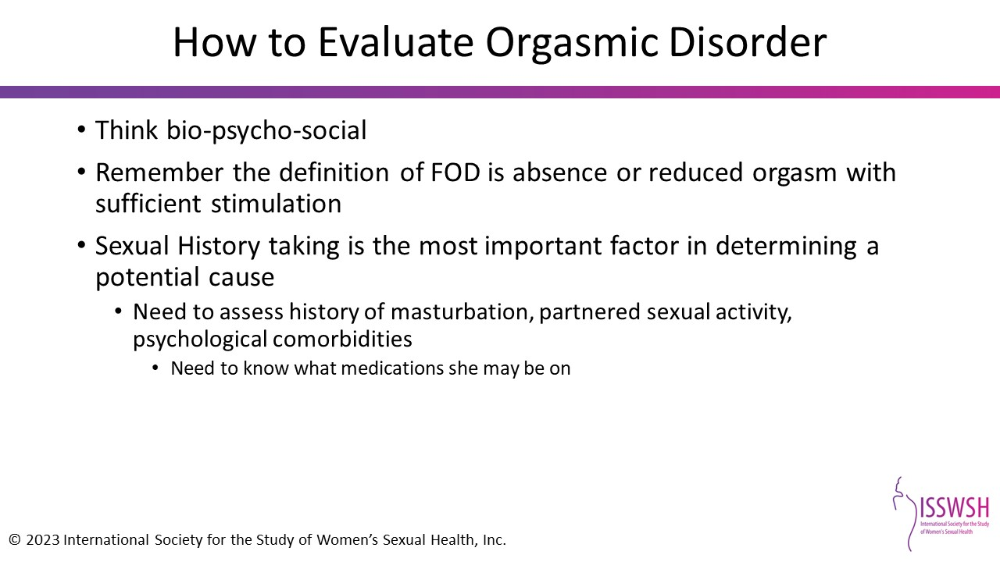 How to Evaluate Orgasmic Disorder
• Think bio-psycho-social
• Remember the definition of FOD is absence or reduced orgasm with
sufficient stimulation
• Sexual History taking is the most important factor in determining a
potential cause
• Need to assess history of masturbation, partnered sexual activity,
psychological comorbidities
• Need to know what medications she may be on
ISSWSH
International Society for the Study
of Women's Sexual Health
© 2023 International Society for the Study of Women’s Sexual Health, Inc.